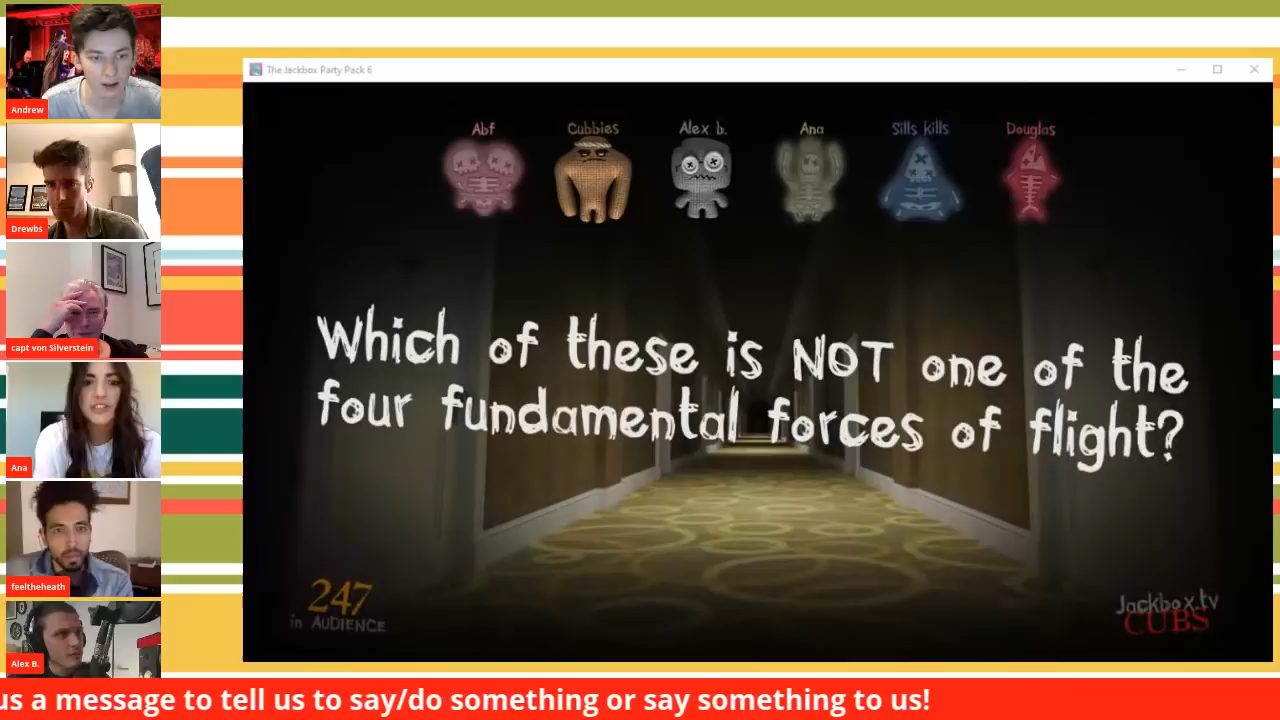 Andrew
Drewbs
capt von Silverstein
Ana
feeltheheath
Alex B.
The Jackbox Party Pack 6
Abf
Cubbies
Alex b.
Ana
Sills kills
Douglas
Which of these is NOT one of the
four fundamental forces of flight?
247
in AUDIENCE
Jackbox.tv
CUBS
us a message to tell us to say/do something or say something to us!